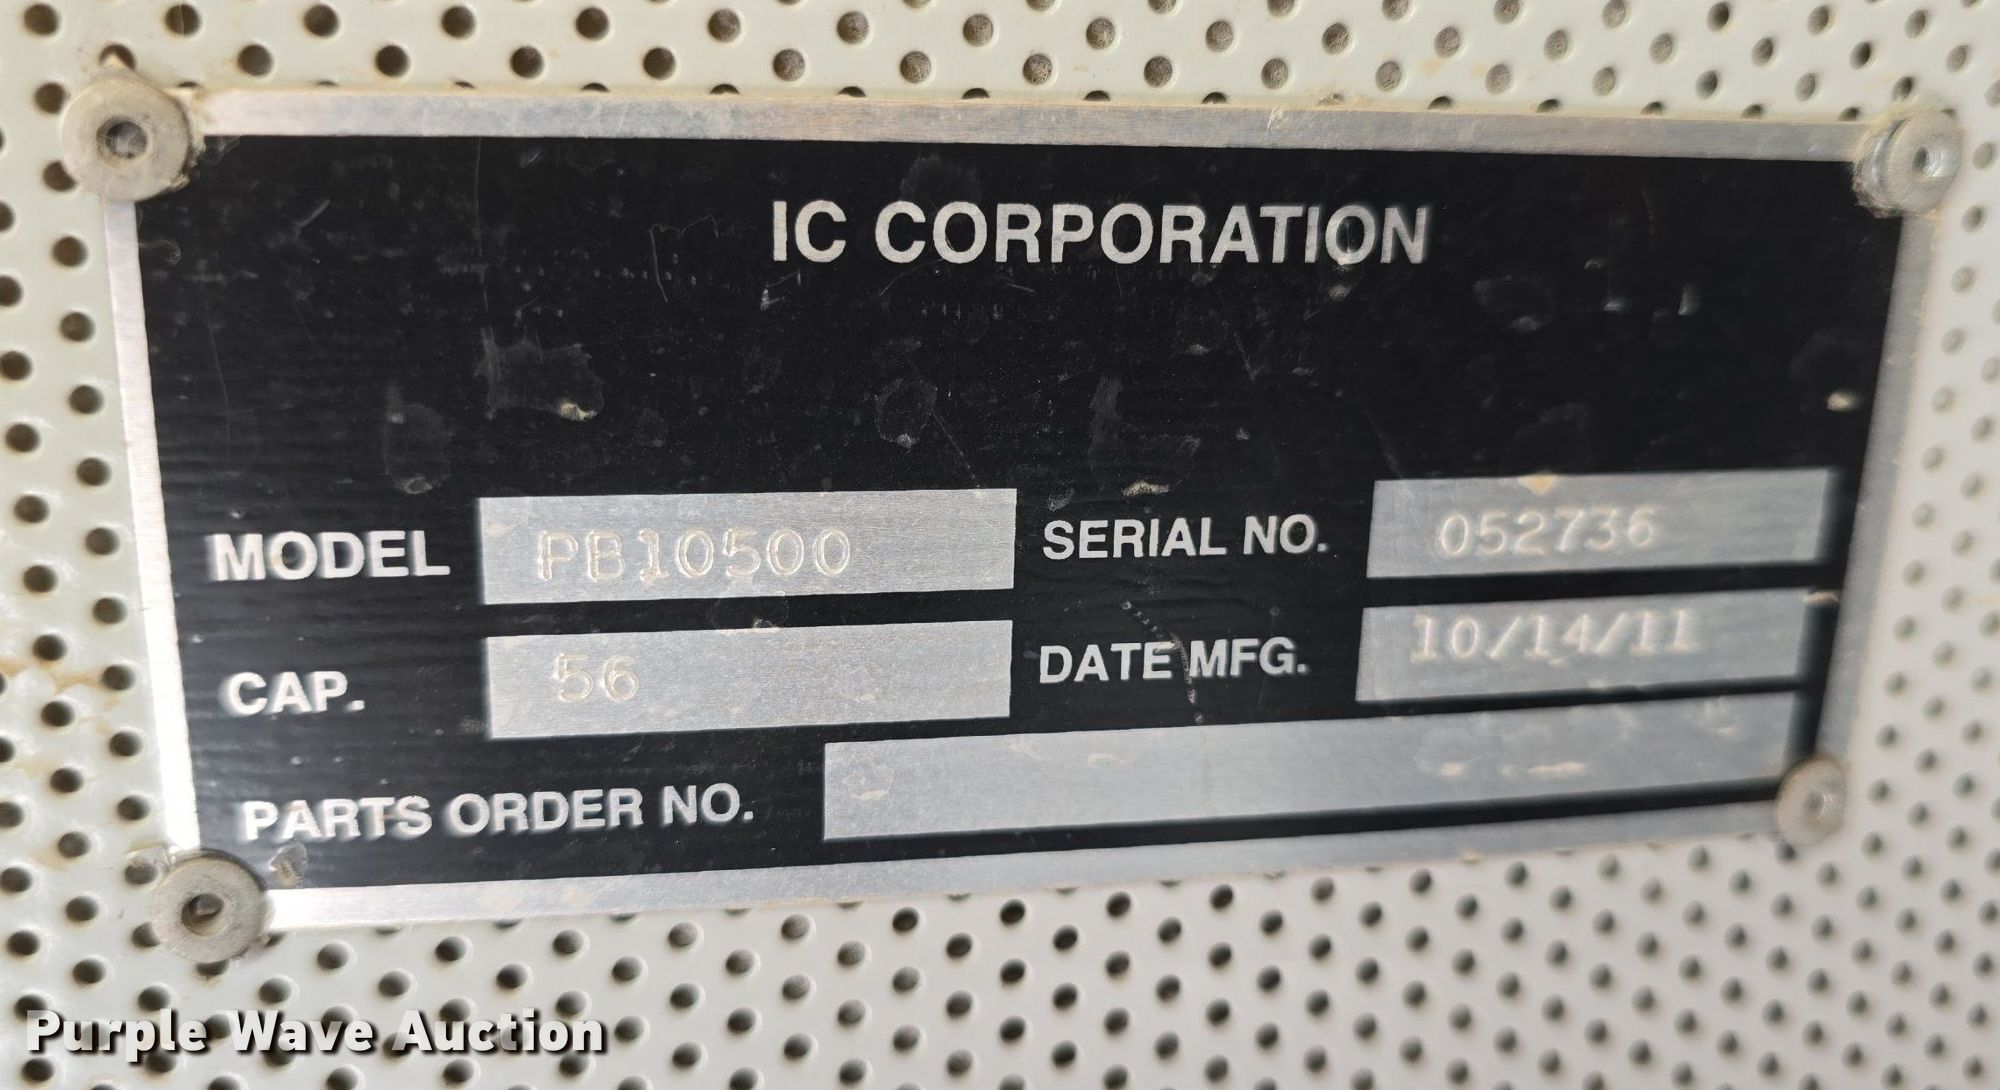 IC CORPORATION
MODEL PB10500 SERIAL NO. 052736
CAP. 56 DATE MFG. 10/14/11
PARTS ORDER NO.
Purple Wave Auction